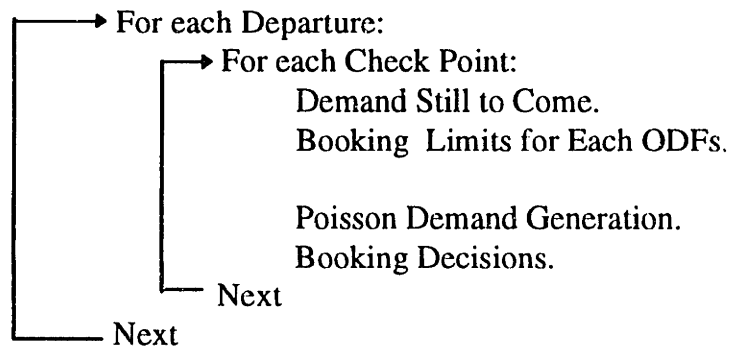 For each Departure:
For each Check Point:
Demand Still to Come.
Booking Limits for Each ODFs.
Poisson Demand Generation.
Booking Decisions.
Next
Next